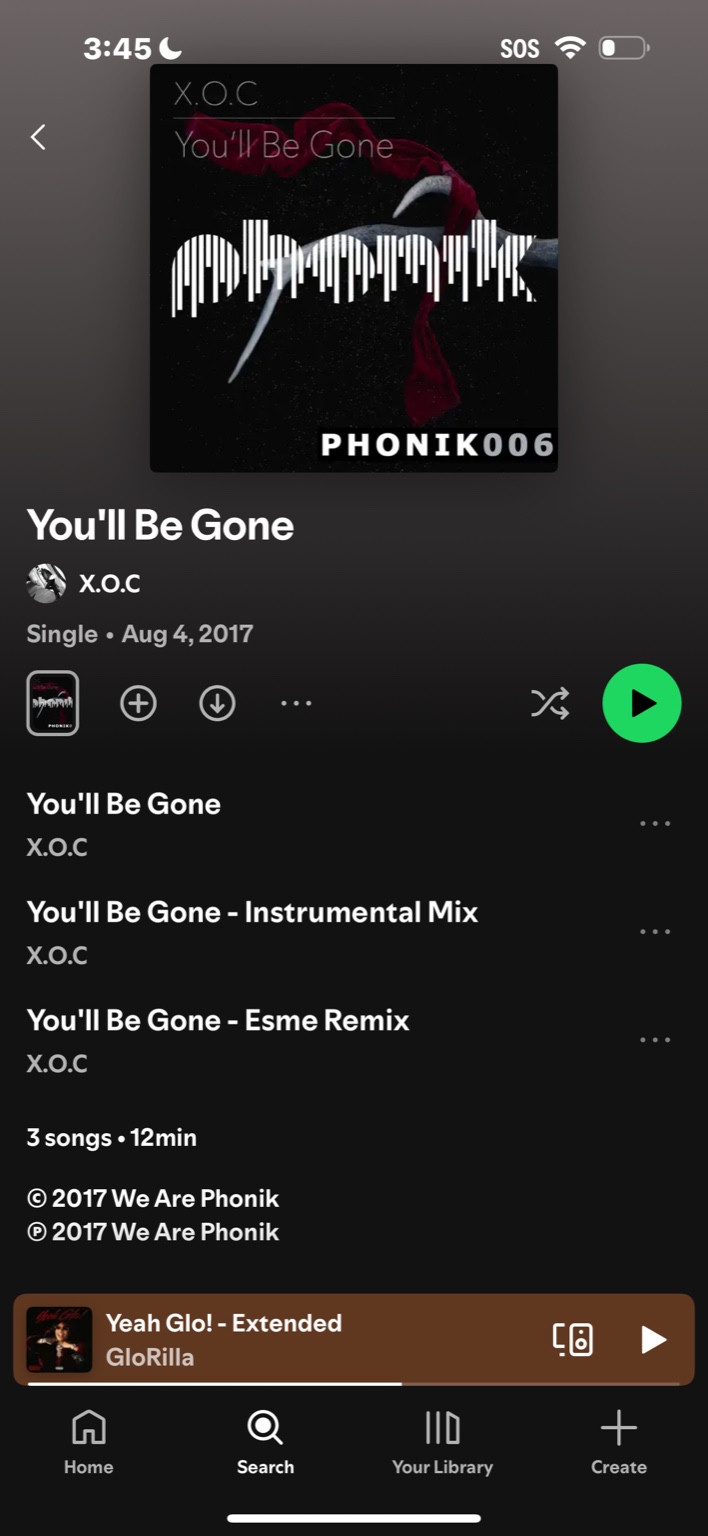 3:45
SOS
X.O.C
You'll Be Gone
phonik
PHONIK006
You'll Be Gone
X.O.C
Single • Aug 4, 2017
You'll Be Gone
X.O.C
You'll Be Gone - Instrumental Mix
X.O.C
You'll Be Gone - Esme Remix
X.O.C
3 songs • 12min
© 2017 We Are Phonik
℗ 2017 We Are Phonik
Yeah Glo! - Extended
GloRilla
Home
Search
Your Library
Create